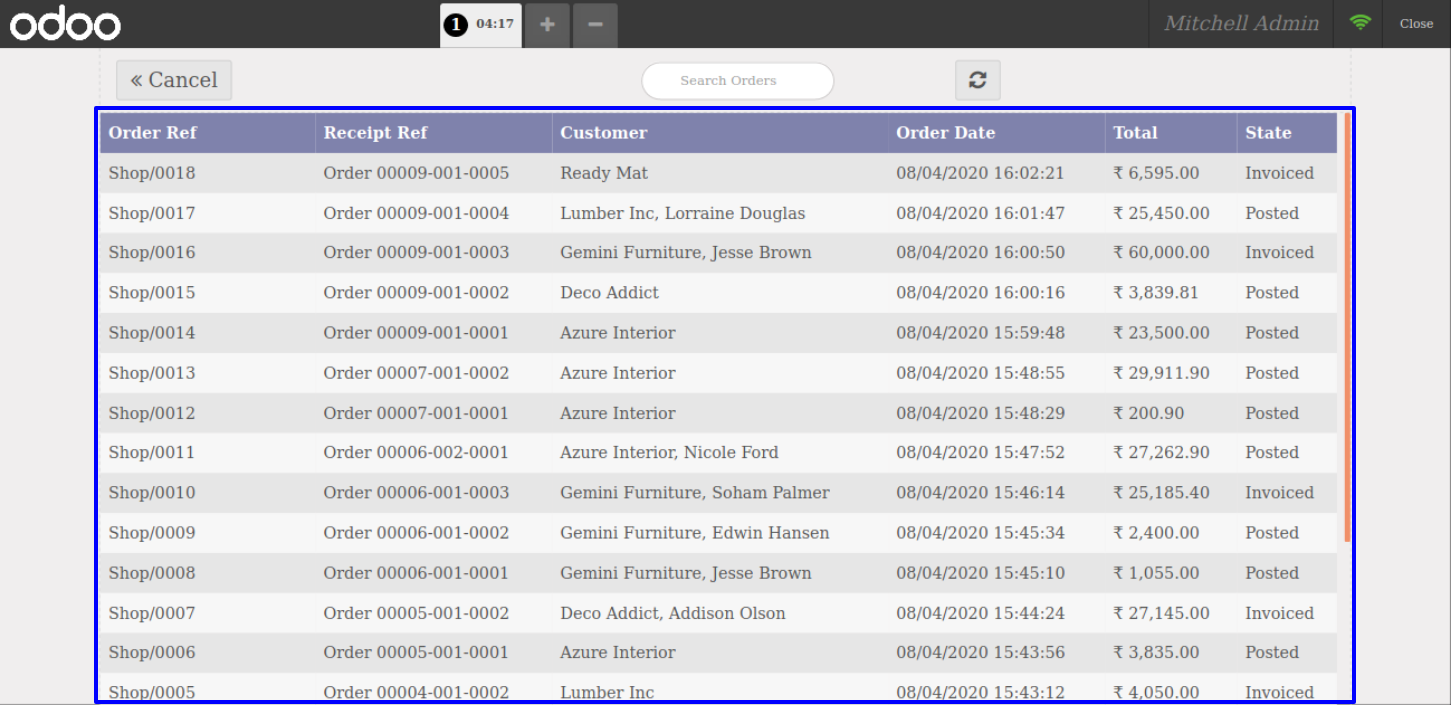 odoo 1 04:17 + − Mitchell Admin Close
« Cancel Search Orders
Order Ref Receipt Ref Customer Order Date Total State
Shop/0018 Order 00009-001-0005 Ready Mat 08/04/2020 16:02:21 ₹ 6,595.00 Invoiced
Shop/0017 Order 00009-001-0004 Lumber Inc, Lorraine Douglas 08/04/2020 16:01:47 ₹ 25,450.00 Posted
Shop/0016 Order 00009-001-0003 Gemini Furniture, Jesse Brown 08/04/2020 16:00:50 ₹ 60,000.00 Invoiced
Shop/0015 Order 00009-001-0002 Deco Addict 08/04/2020 16:00:16 ₹ 3,839.81 Posted
Shop/0014 Order 00009-001-0001 Azure Interior 08/04/2020 15:59:48 ₹ 23,500.00 Posted
Shop/0013 Order 00007-001-0002 Azure Interior 08/04/2020 15:48:55 ₹ 29,911.90 Posted
Shop/0012 Order 00007-001-0001 Azure Interior 08/04/2020 15:48:29 ₹ 200.90 Posted
Shop/0011 Order 00006-002-0001 Azure Interior, Nicole Ford 08/04/2020 15:47:52 ₹ 27,262.90 Posted
Shop/0010 Order 00006-001-0003 Gemini Furniture, Soham Palmer 08/04/2020 15:46:14 ₹ 25,185.40 Invoiced
Shop/0009 Order 00006-001-0002 Gemini Furniture, Edwin Hansen 08/04/2020 15:45:34 ₹ 2,400.00 Posted
Shop/0008 Order 00006-001-0001 Gemini Furniture, Jesse Brown 08/04/2020 15:45:10 ₹ 1,055.00 Posted
Shop/0007 Order 00005-001-0002 Deco Addict, Addison Olson 08/04/2020 15:44:24 ₹ 27,145.00 Invoiced
Shop/0006 Order 00005-001-0001 Azure Interior 08/04/2020 15:43:56 ₹ 3,835.00 Posted
Shop/0005 Order 00004-001-0002 Lumber Inc 08/04/2020 15:43:12 ₹ 4,050.00 Invoiced